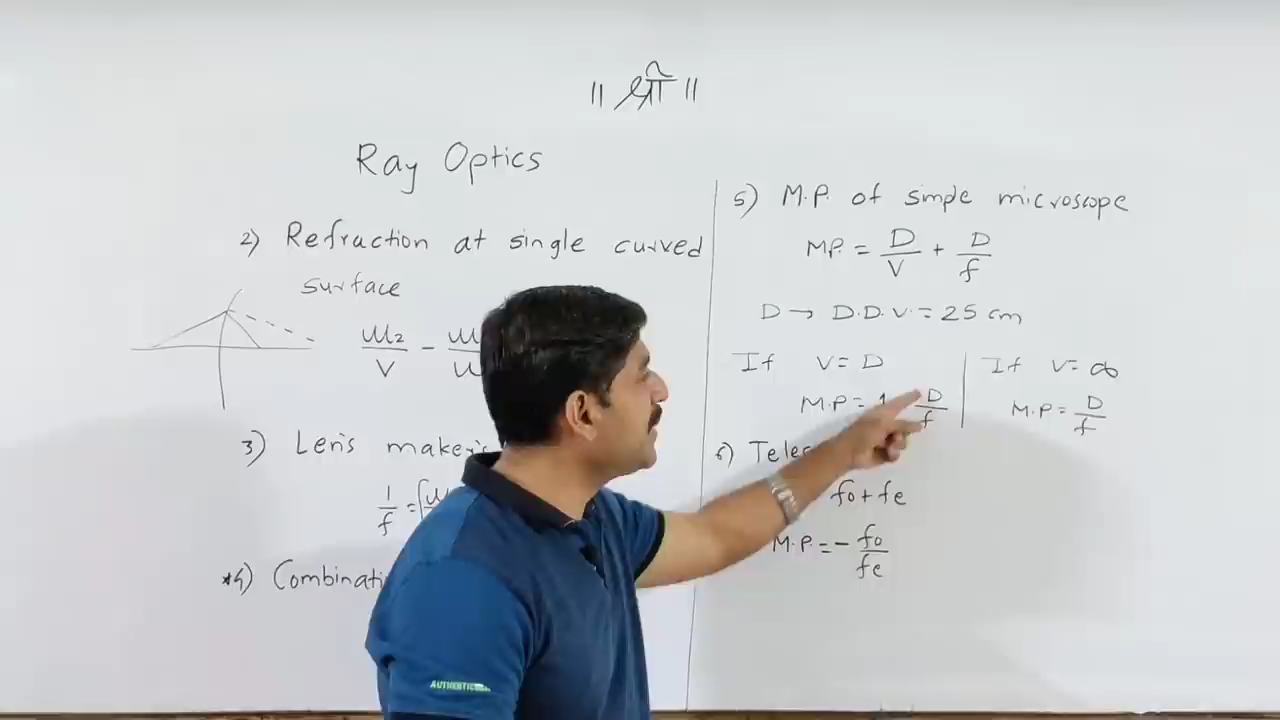 || श्री ||
Ray Optics
2) Refraction at single curved
surface
μ2/v - μ/u
3) Lens maker's
1/f = (μ
*4) Combinati
5) M.P. of simple microscope
M.P. = D/v + D/f
D → D.D.V. = 25 cm
If v = D
M.P = 1 D/f
If v = ∞
M.P = D/f
6) Teles
fo + fe
M.P. = - fo/fe
AUTHENTIC